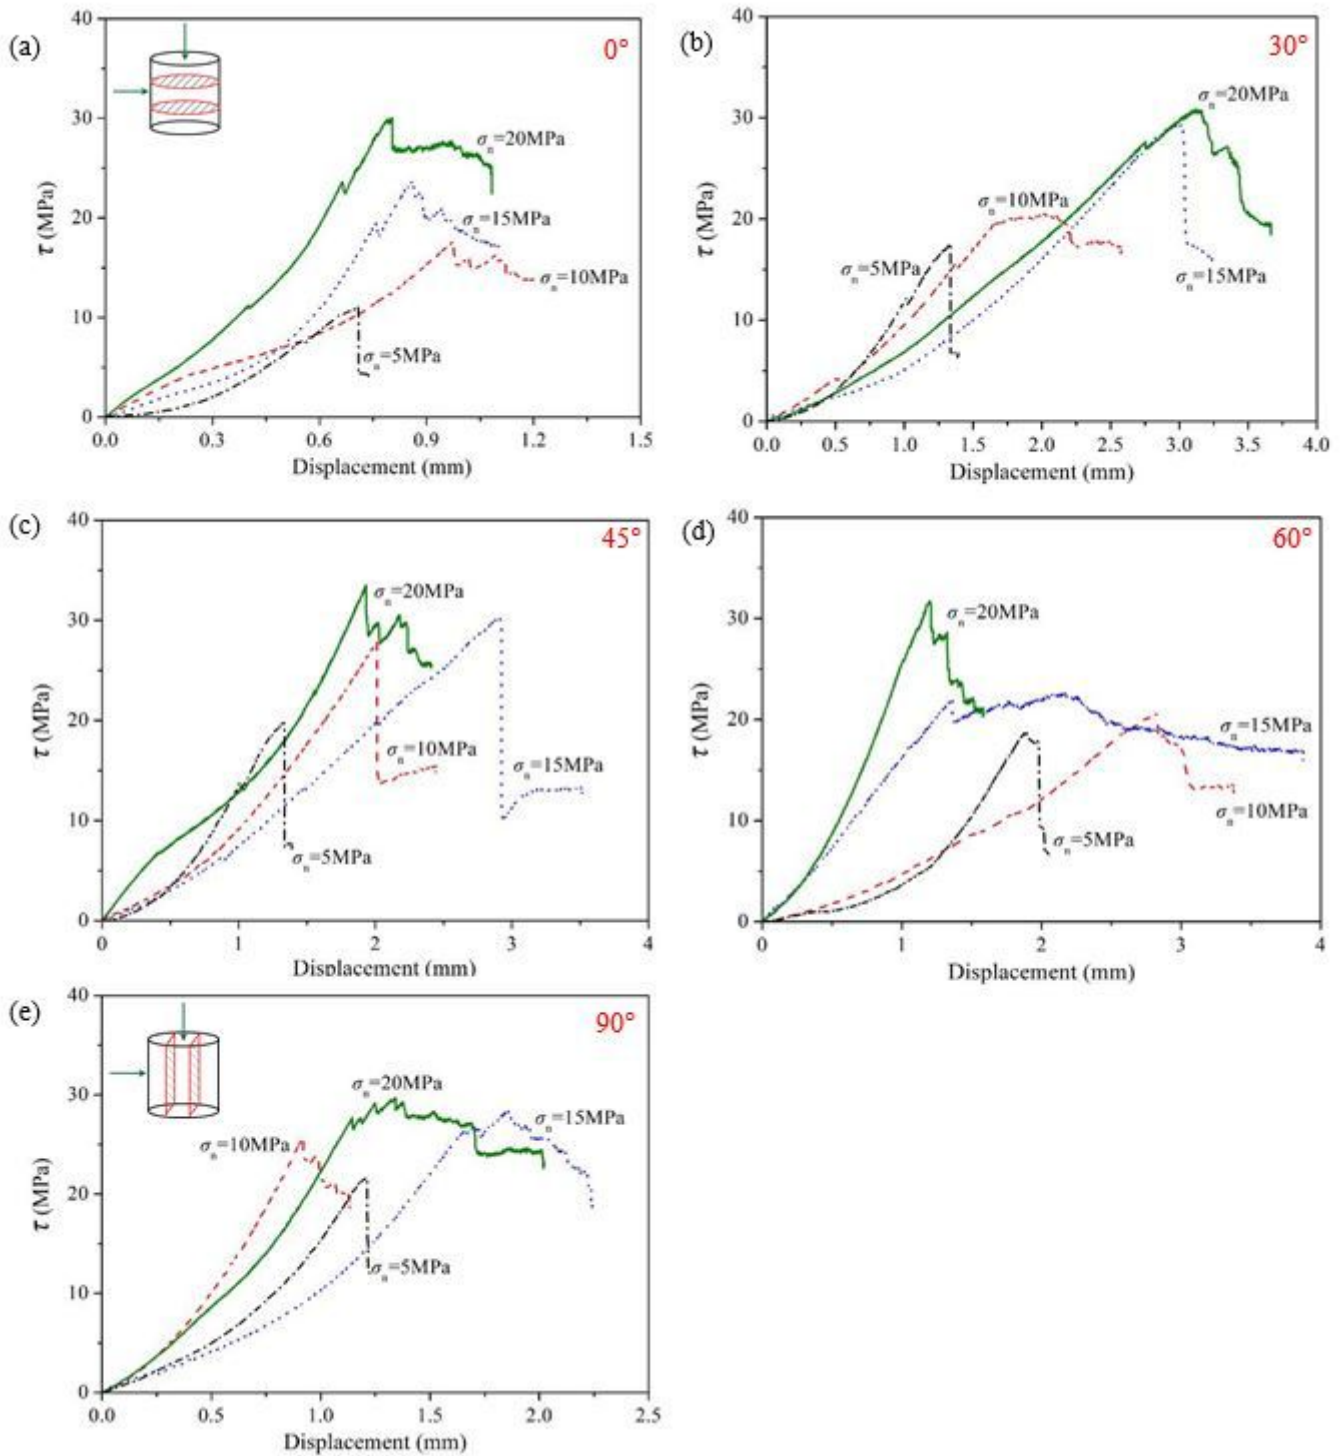 (a)
0°
40
30
20
10
0
τ (MPa)
σn=20MPa
σn=15MPa
σn=10MPa
σn=5MPa
0.0 0.3 0.6 0.9 1.2 1.5
Displacement (mm)
(b)
30°
40
30
20
10
0
τ (MPa)
σn=20MPa
σn=10MPa
σn=5MPa
σn=15MPa
0.0 0.5 1.0 1.5 2.0 2.5 3.0 3.5 4.0
Displacement (mm)
(c)
45°
40
30
20
10
0
τ (MPa)
σn=20MPa
σn=10MPa
σn=15MPa
σn=5MPa
0 1 2 3 4
Displacement (mm)
(d)
60°
40
30
20
10
0
τ (MPa)
σn=20MPa
σn=15MPa
σn=10MPa
σn=5MPa
0 1 2 3 4
Displacement (mm)
(e)
90°
40
30
20
10
0
τ (MPa)
σn=20MPa
σn=15MPa
σn=10MPa
σn=5MPa
0.0 0.5 1.0 1.5 2.0 2.5
Displacement (mm)